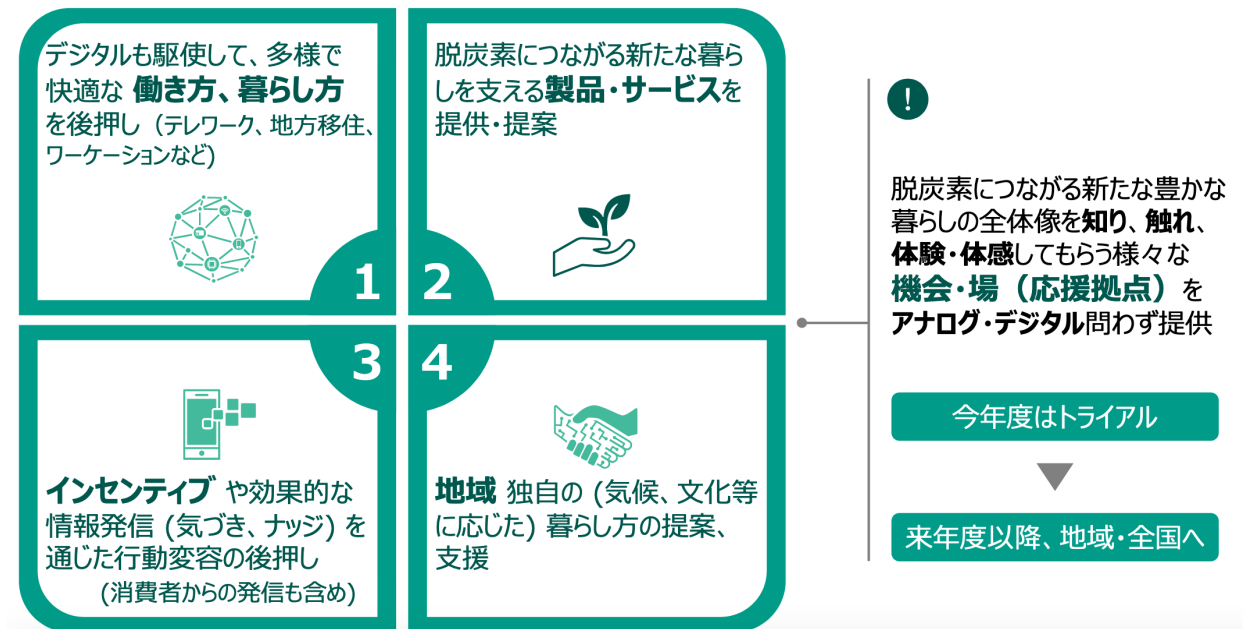 デジタルも駆使して、多様で
快適な 働き方、暮らし方
を後押し（テレワーク、地方移住、
ワーケーションなど)
1
脱炭素につながる新たな暮ら
しを支える製品・サービスを
提供・提案
2
3
インセンティブ や効果的な
情報発信 (気づき、ナッジ) を
通じた行動変容の後押し
(消費者からの発信も含め)
4
地域 独自の (気候、文化等
に応じた) 暮らし方の提案、
支援
!
脱炭素につながる新たな豊かな
暮らしの全体像を知り、触れ、
体験・体感してもらう様々な
機会・場（応援拠点）を
アナログ・デジタル問わず提供
今年度はトライアル
来年度以降、地域・全国へ